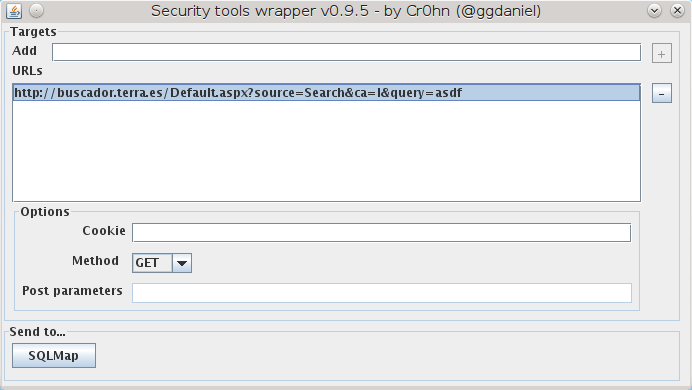 Security tools wrapper v0.9.5 - by Cr0hn (@ggdaniel)
Targets
Add
+
URLs
http://buscador.terra.es/Default.aspx?source=Search&ca=l&query=asdf
-
Options
Cookie
Method GET
Post parameters
Send to...
SQLMap